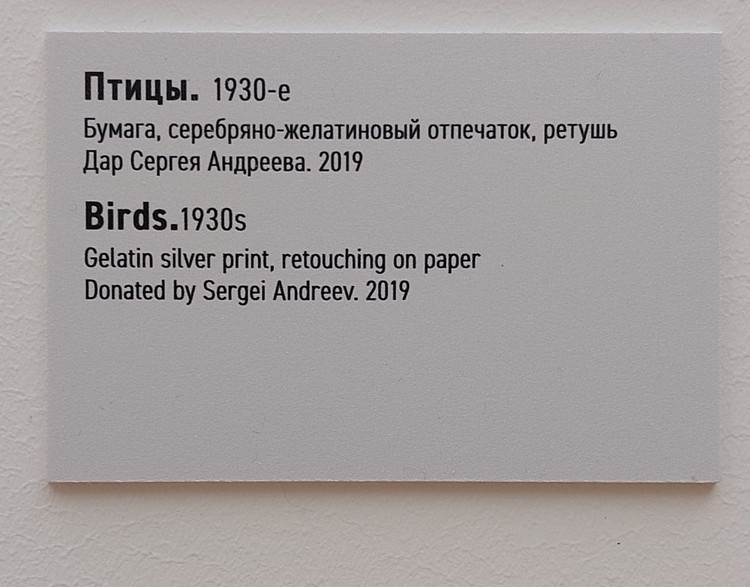 Птицы. 1930-е
Бумага, серебряно-желатиновый отпечаток, ретушь
Дар Сергея Андреева. 2019
Birds.1930s
Gelatin silver print, retouching on paper
Donated by Sergei Andreev. 2019